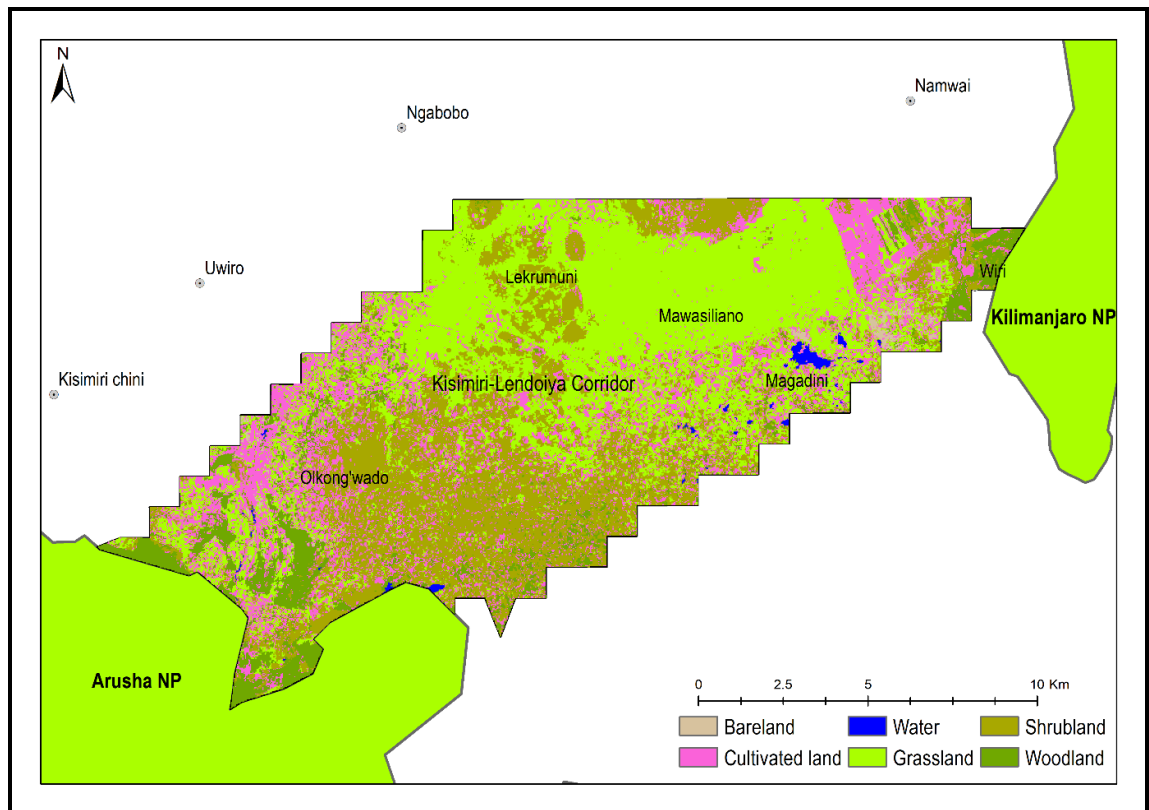 N
Namwai
Ngabobo
Uwiro
Lekrumuni
Wiri
Mawasiliano
Kilimanjaro NP
Kisimiri chini
Kisimiri-Lendoiya Corridor
Magadini
Olkong'wado
Arusha NP
0 2.5 5 10 Km
Bareland Water Shrubland
Cultivated land Grassland Woodland